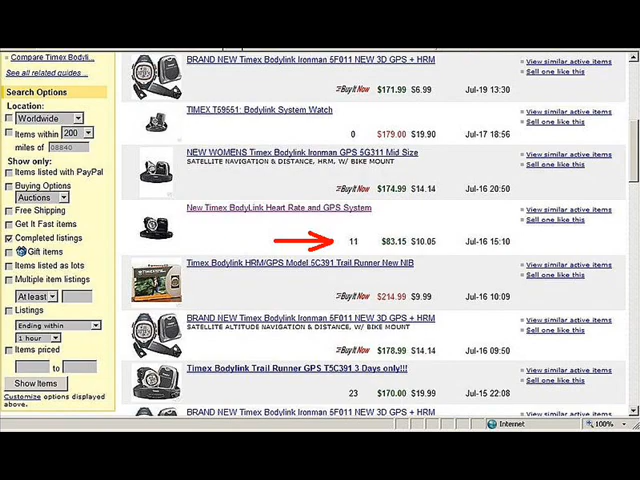 Compare Timex Bodyli...
See all related guides...
Search Options
Location:
Worldwide
Items within 200
miles of 08840
Show only:
Items listed with PayPal
Buying Options
Auctions
Free Shipping
Get It Fast items
Completed listings
Gift items
Items listed as lots
Multiple item listings
At least
Listings
Ending within
1 hour
Items priced
to
Show Items
Customize options displayed
above.
BRAND NEW Timex Bodylink Ironman 5F011 NEW 3D GPS + HRM
View similar active items
Sell one like this
Buy It Now $171.99 $6.99 Jul-19 13:30
TIMEX T59551: Bodylink System Watch
View similar active items
Sell one like this
0 $179.00 $19.90 Jul-17 18:56
NEW WOMENS Timex Bodylink Ironman GPS 5G311 Mid Size
SATELLITE NAVIGATION & DISTANCE, HRM, W/ BIKE MOUNT
View similar active items
Sell one like this
Buy It Now $174.99 $14.14 Jul-16 20:50
New Timex BodyLink Heart Rate and GPS System
View similar active items
Sell one like this
11 $83.15 $10.05 Jul-16 15:10
Timex Bodylink HRM/GPS Model 5C391 Trail Runner New NIB
View similar active items
Sell one like this
Buy It Now $214.99 $9.99 Jul-16 10:09
BRAND NEW Timex Bodylink Ironman 5F011 NEW 3D GPS + HRM
SATELLITE ALTITUDE NAVIGATION & DISTANCE, W/ BIKE MOUNT
View similar active items
Sell one like this
Buy It Now $178.99 $14.14 Jul-16 09:50
Timex Bodylink Trail Runner GPS T5C391 3 Days only!!!
View similar active items
Sell one like this
23 $170.00 $19.99 Jul-15 22:08
BRAND NEW Timex Bodylink Ironman 5F011 NEW 3D GPS + HRM
View similar active items
Internet
100%